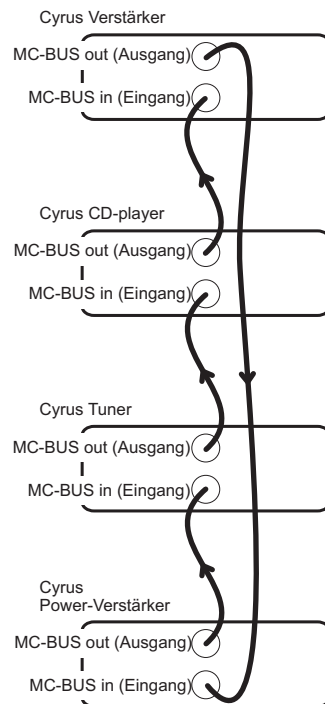 Cyrus Verstärker
MC-BUS out (Ausgang)
MC-BUS in (Eingang)
Cyrus CD-player
MC-BUS out (Ausgang)
MC-BUS in (Eingang)
Cyrus Tuner
MC-BUS out (Ausgang)
MC-BUS in (Eingang)
Cyrus
Power-Verstärker
MC-BUS out (Ausgang)
MC-BUS in (Eingang)